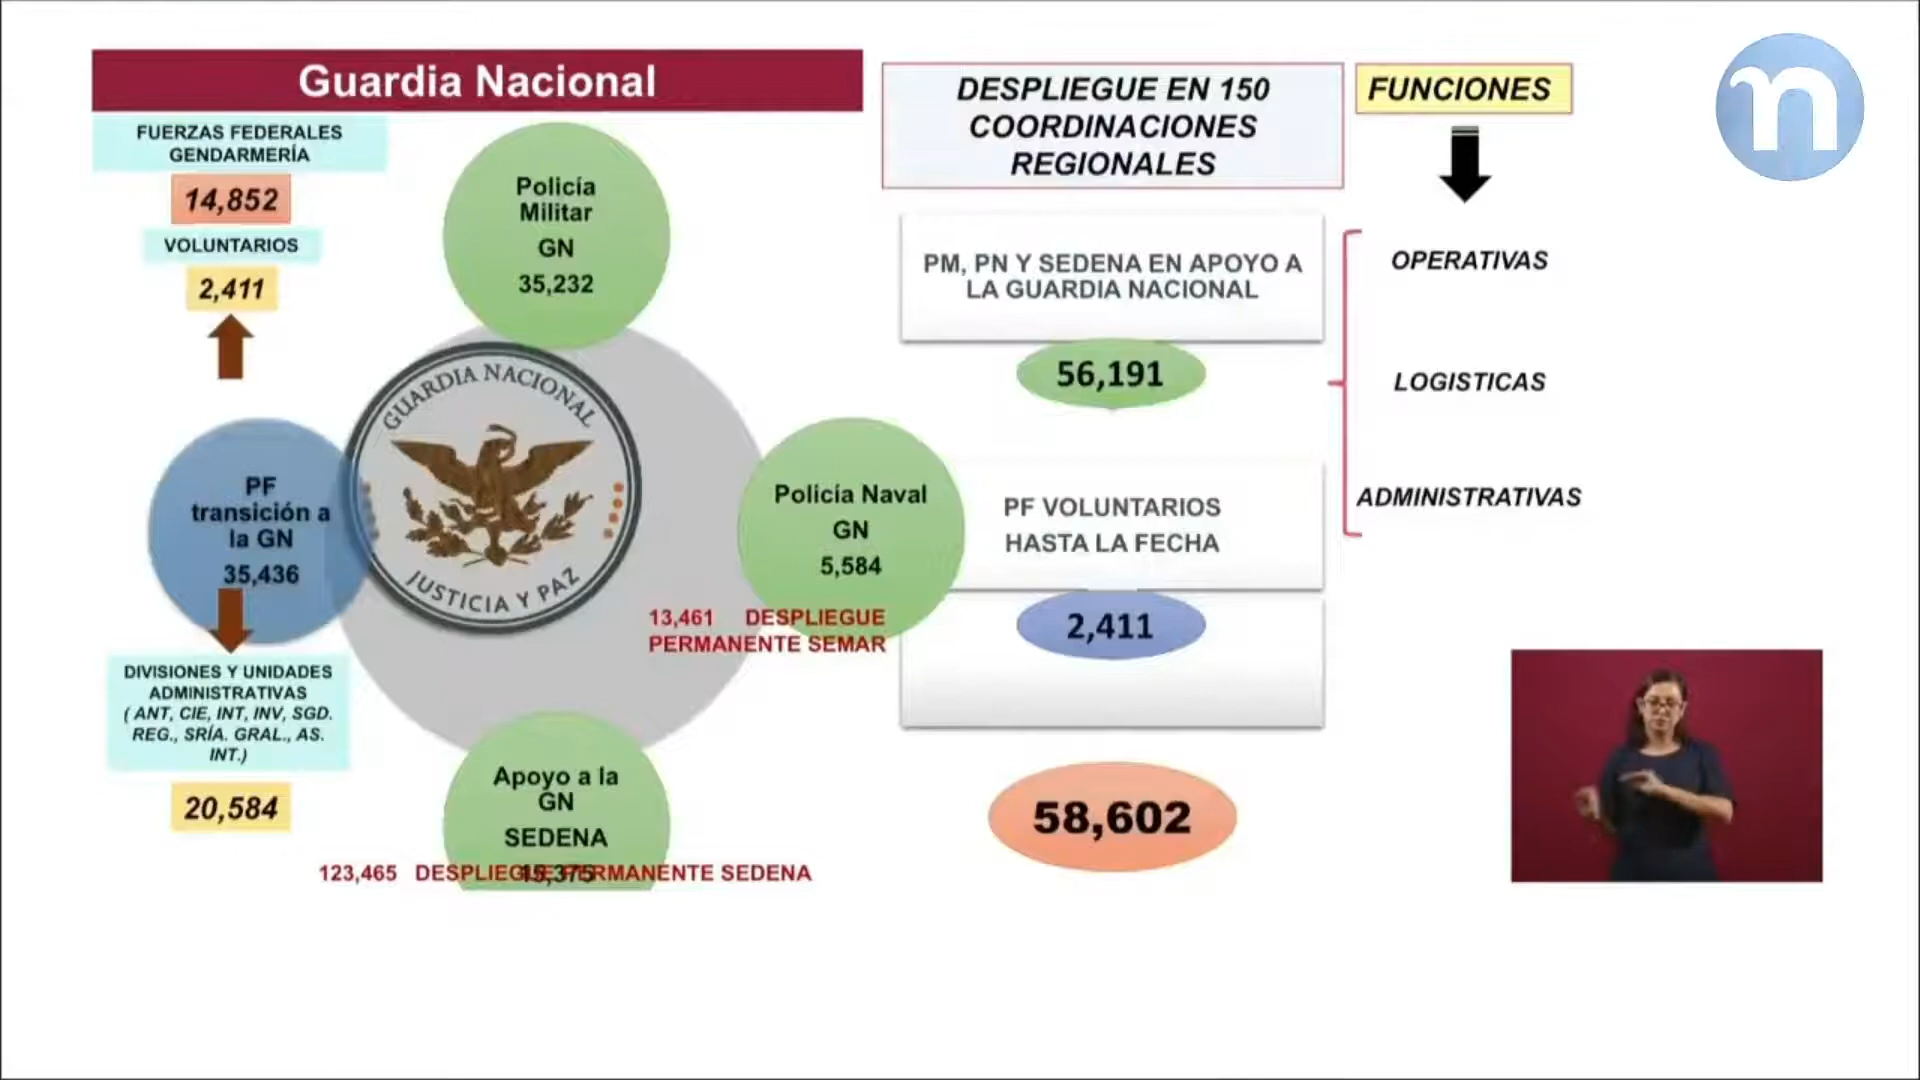 Guardia Nacional
FUERZAS FEDERALES
GENDARMERÍA
14,852
VOLUNTARIOS
2,411
Policía
Militar
GN
35,232
GUARDIA NACIONAL
JUSTICIA Y PAZ
PF
transición a
la GN
35,436
Policía Naval
GN
5,584
13,461 DESPLIEGUE
PERMANENTE SEMAR
DIVISIONES Y UNIDADES
ADMINISTRATIVAS
( ANT, CIE, INT, INV, SGD.
REG., SRÍA. GRAL., AS.
INT.)
20,584
Apoyo a la
GN
SEDENA
15,375
123,465 DESPLIEGUE PERMANENTE SEDENA
DESPLIEGUE EN 150
COORDINACIONES
REGIONALES
PM, PN Y SEDENA EN APOYO A
LA GUARDIA NACIONAL
56,191
PF VOLUNTARIOS
HASTA LA FECHA
2,411
58,602
FUNCIONES
OPERATIVAS
LOGISTICAS
ADMINISTRATIVAS
n